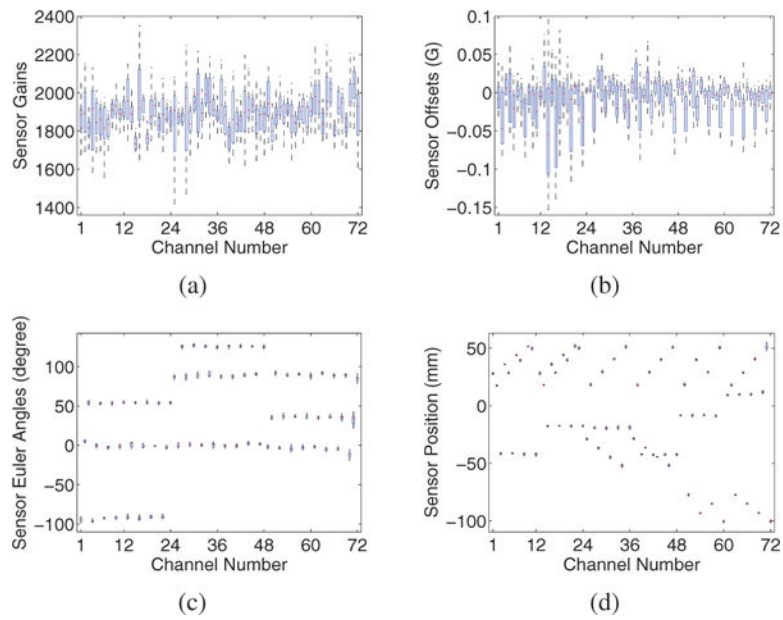 2400
2200
2000
1800
1600
1400
1 12 24 36 48 60 72
Sensor Gains
Channel Number
(a)
0.1
0.05
0
−0.05
−0.1
−0.15
1 12 24 36 48 60 72
Sensor Offsets (G)
Channel Number
(b)
100
50
0
−50
−100
1 12 24 36 48 60 72
Sensor Euler Angles (degree)
Channel Number
(c)
50
0
−50
−100
1 12 24 36 48 60 72
Sensor Position (mm)
Channel Number
(d)